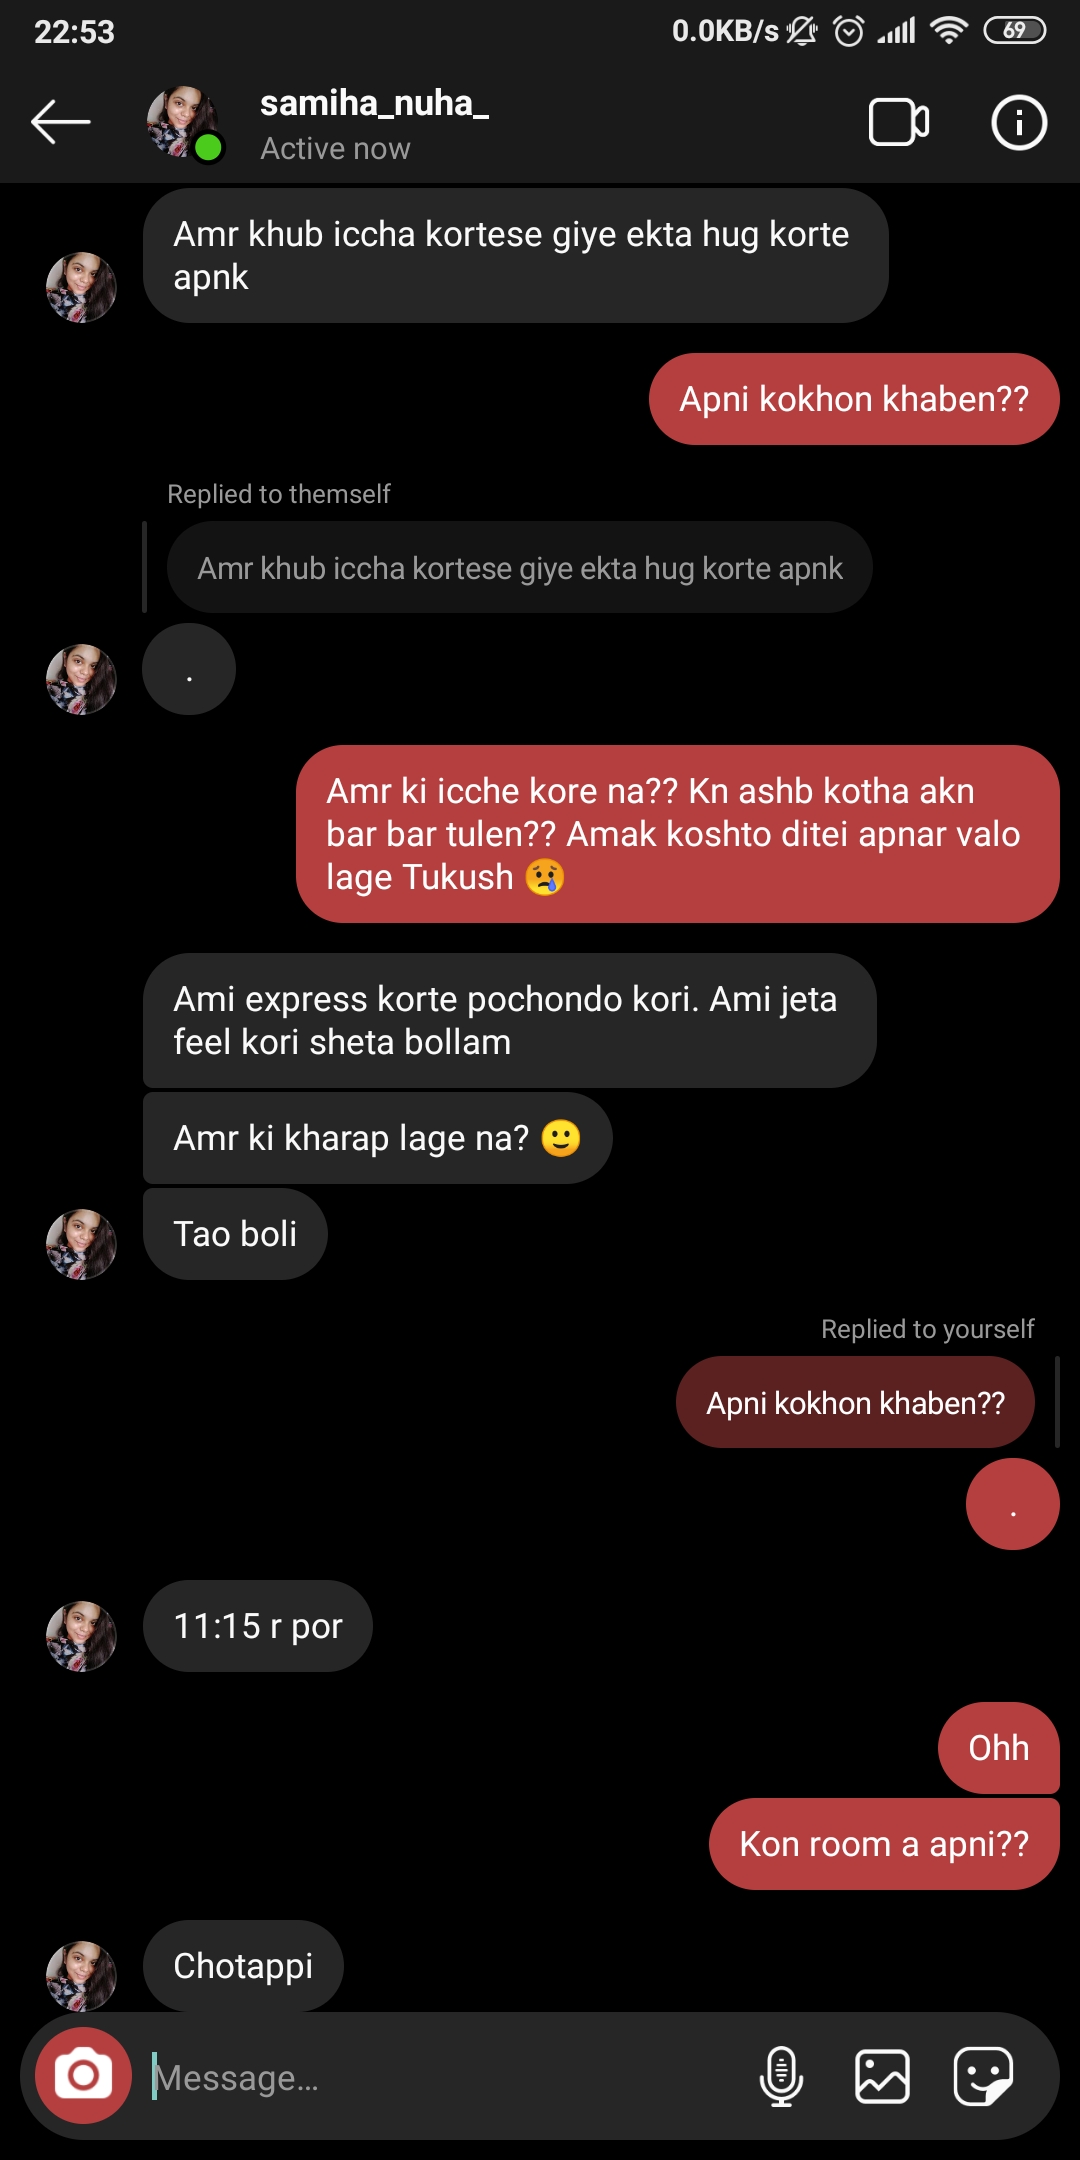 22:53
0.0KB/s
69
samiha_nuha_
Active now
Amr khub iccha kortese giye ekta hug korte
apnk
Apni kokhon khaben??
Replied to themself
Amr khub iccha kortese giye ekta hug korte apnk
.
Amr ki icche kore na?? Kn ashb kotha akn
bar bar tulen?? Amak koshto ditei apnar valo
lage Tukush 😢
Ami express korte pochondo kori. Ami jeta
feel kori sheta bollam
Amr ki kharap lage na? 🙂
Tao boli
Replied to yourself
Apni kokhon khaben??
.
11:15 r por
Ohh
Kon room a apni??
Chotappi
Message...